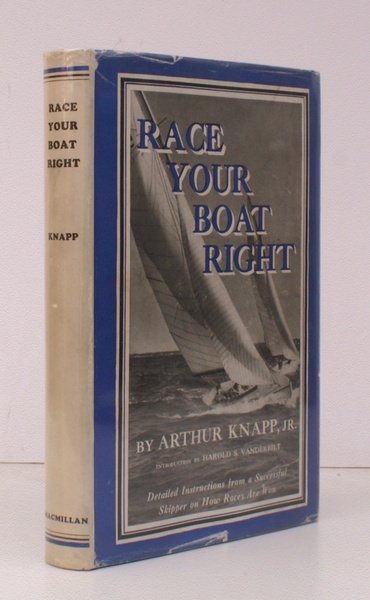 RACE
YOUR
BOAT
RIGHT
KNAPP
MACMILLAN
RACE
YOUR
BOAT
RIGHT
BY ARTHUR KNAPP, JR.
INTRODUCTION BY HAROLD S. VANDERBILT
Detailed Instructions from a Successful
Skipper on How Races Are Won